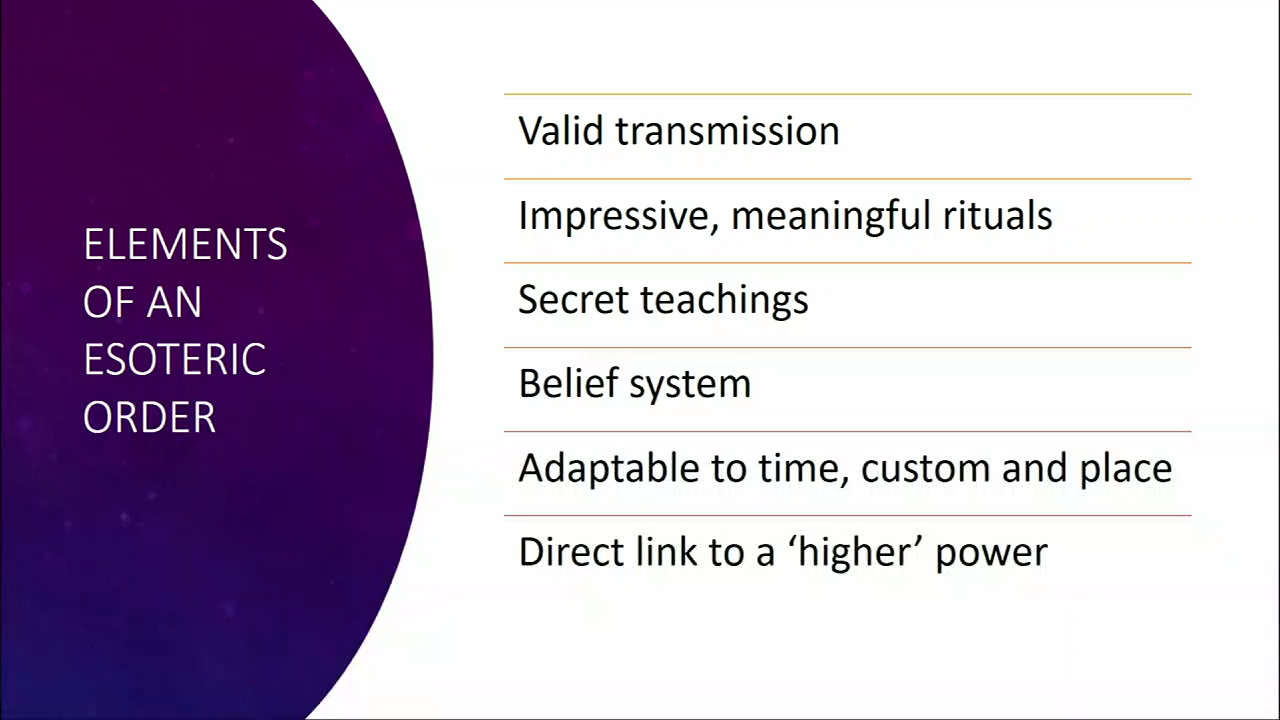 ELEMENTS
OF AN
ESOTERIC
ORDER
Valid transmission
Impressive, meaningful rituals
Secret teachings
Belief system
Adaptable to time, custom and place
Direct link to a ‘higher’ power